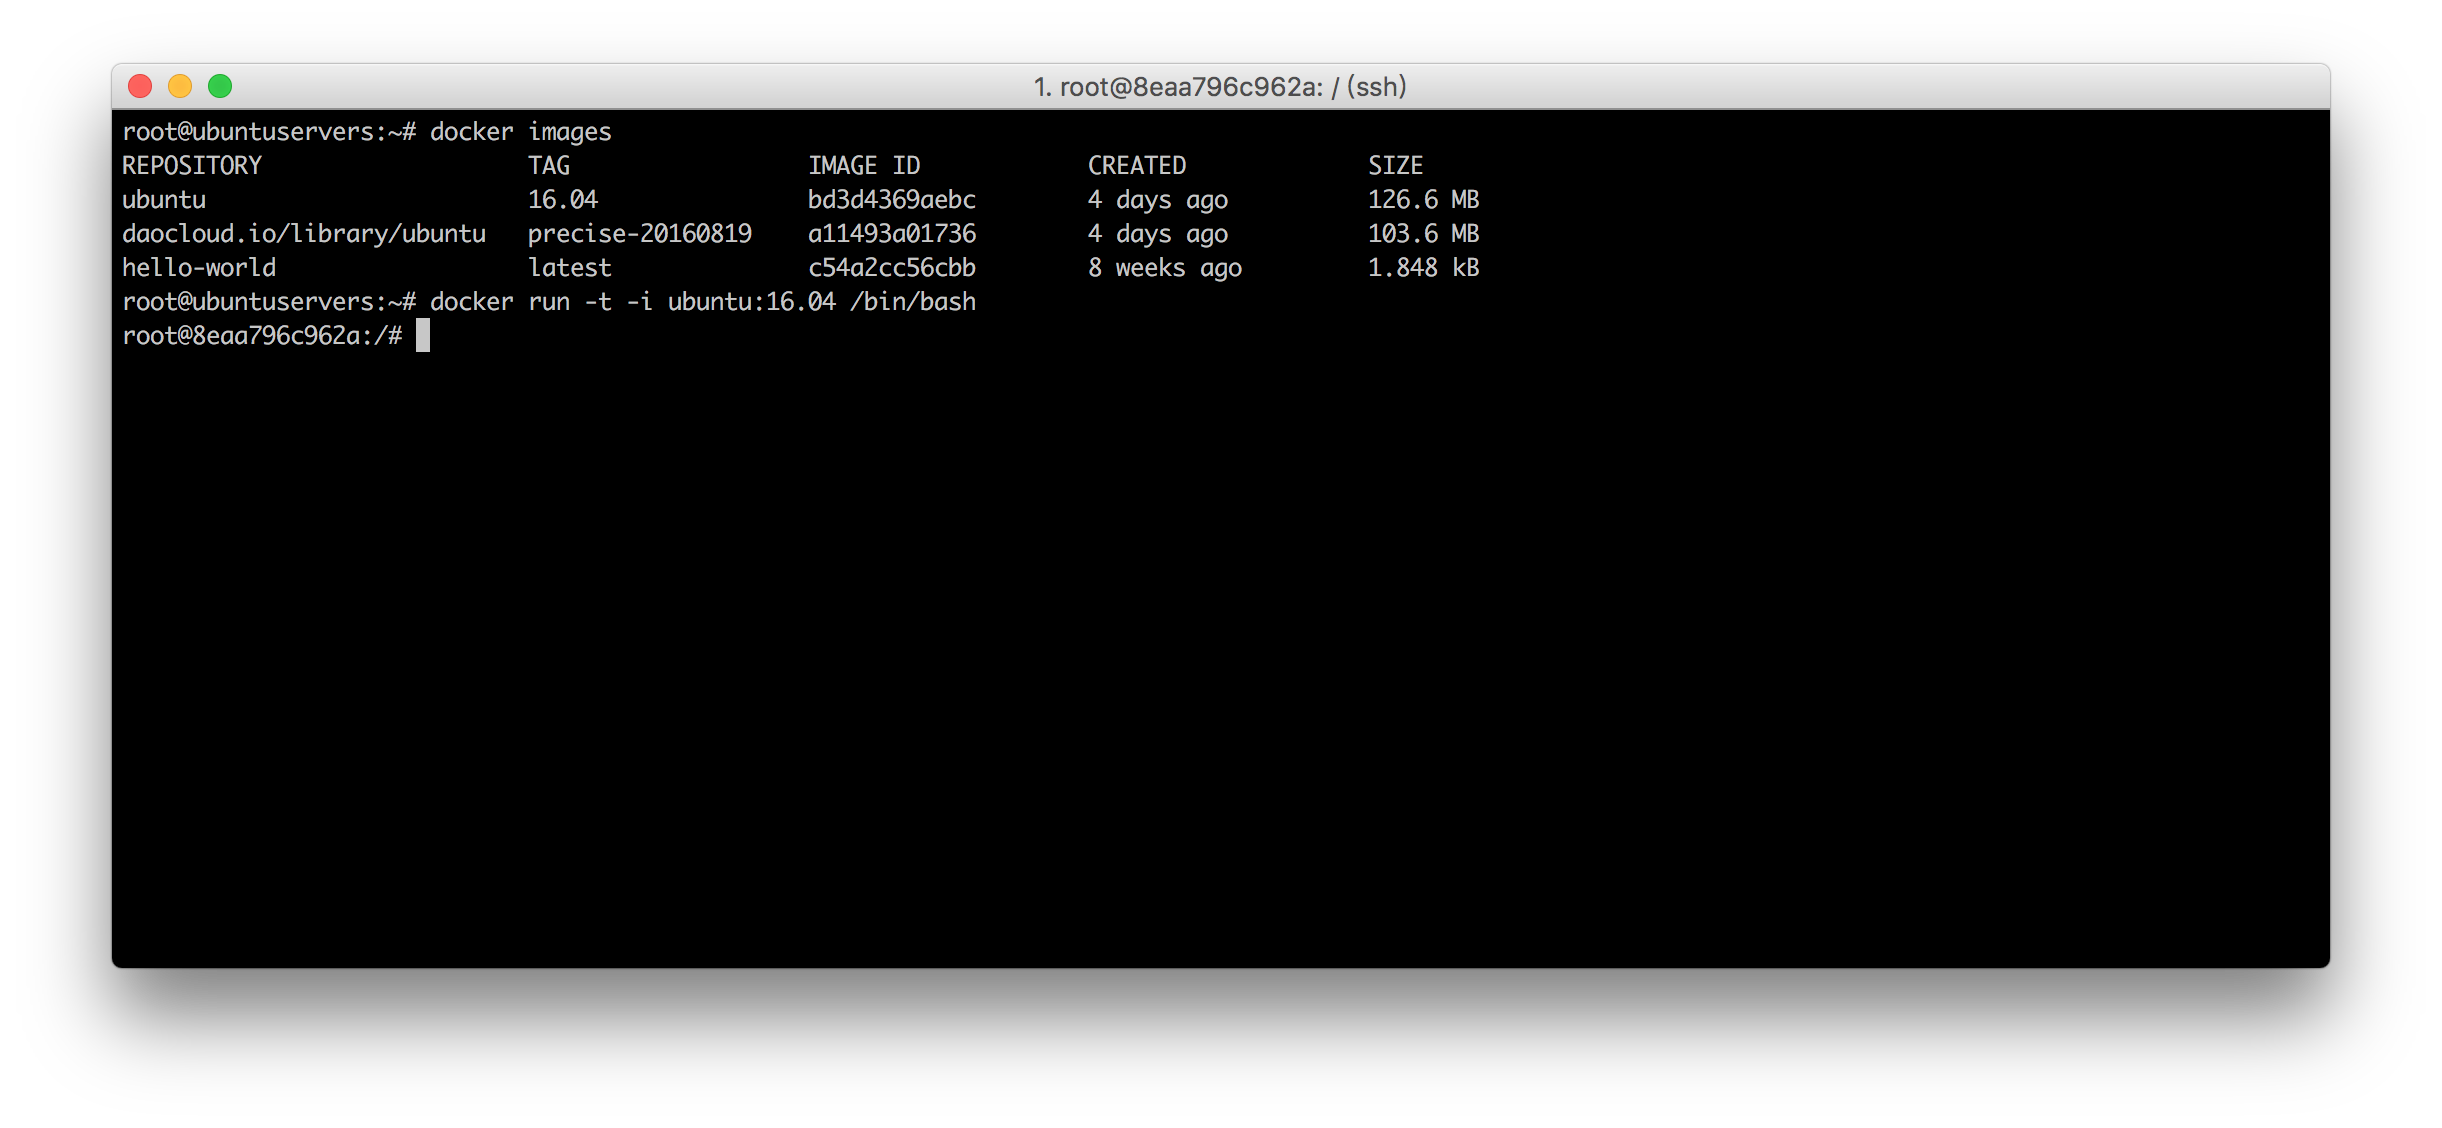 1. root@8eaa796c962a: / (ssh)
root@ubuntuservers:~# docker images
REPOSITORY                   TAG                 IMAGE ID            CREATED             SIZE
ubuntu                       16.04               bd3d4369aebc        4 days ago          126.6 MB
daocloud.io/library/ubuntu   precise-20160819    a11493a01736        4 days ago          103.6 MB
hello-world                  latest              c54a2cc56cbb        8 weeks ago         1.848 kB
root@ubuntuservers:~# docker run -t -i ubuntu:16.04 /bin/bash
root@8eaa796c962a:/#